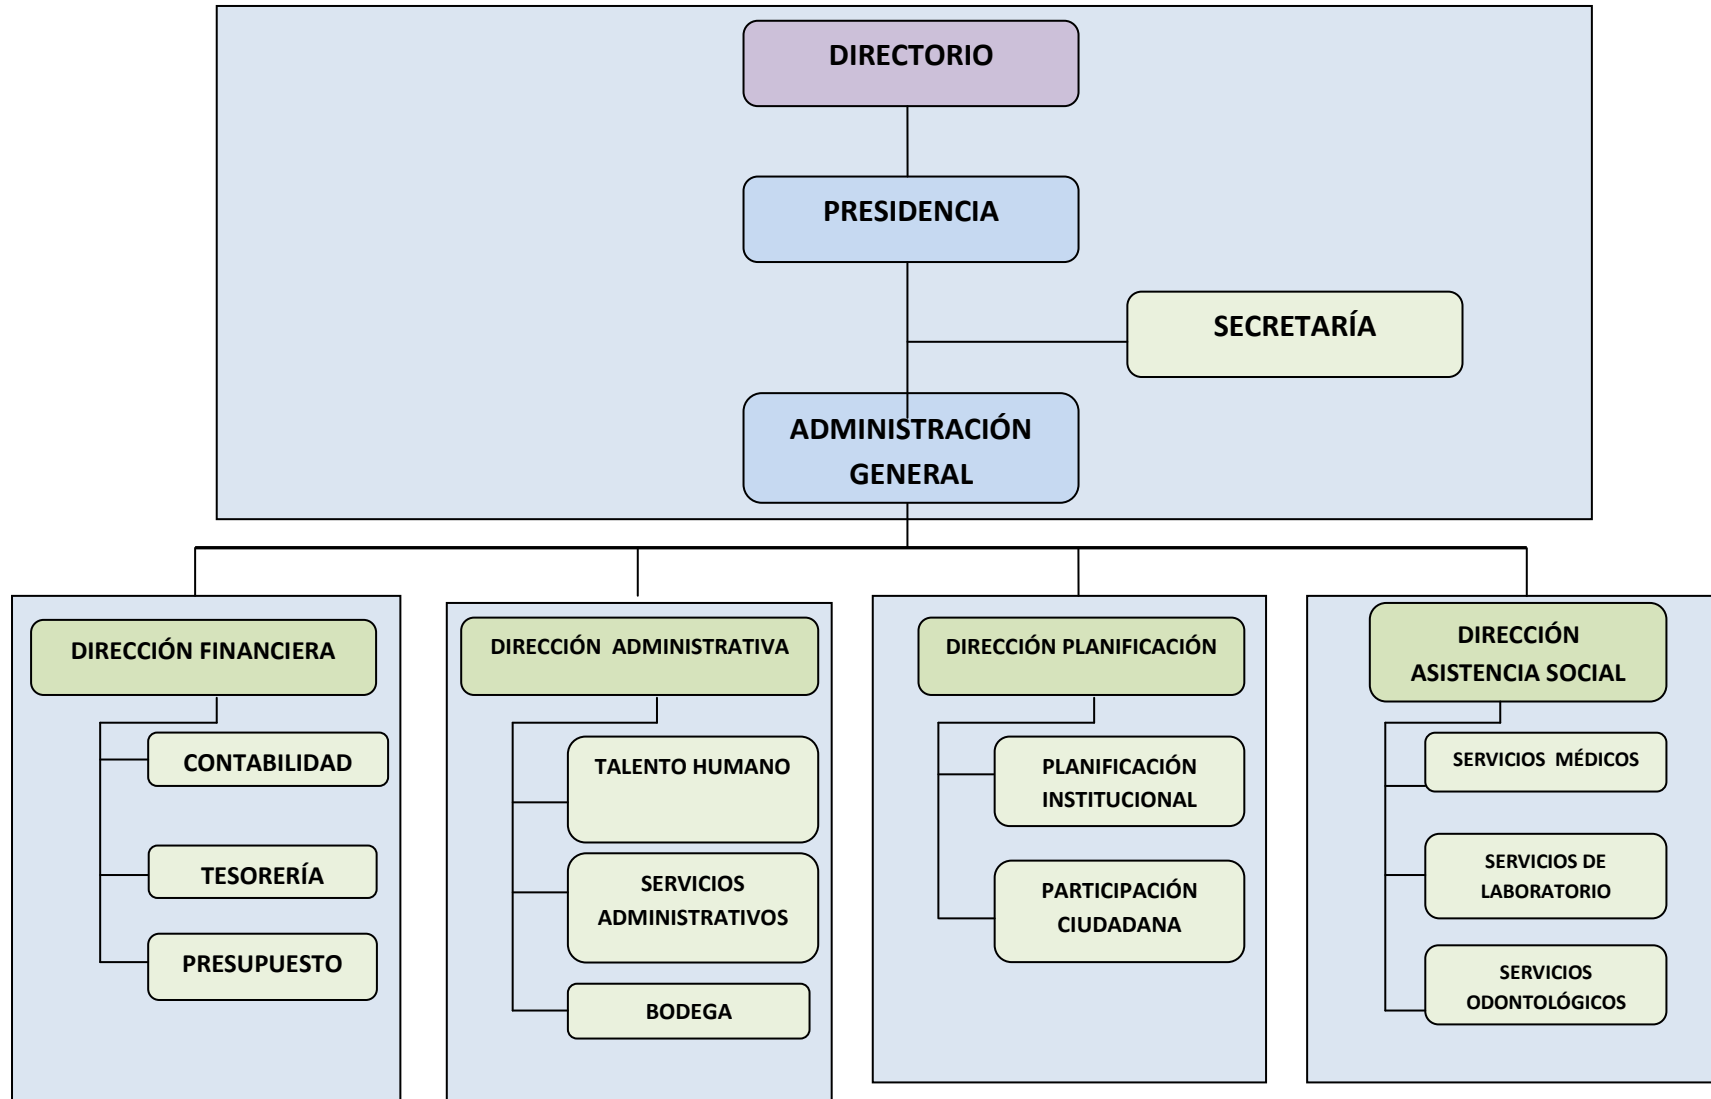 DIRECTORIO
PRESIDENCIA
SECRETARÍA
ADMINISTRACIÓN
GENERAL
DIRECCIÓN FINANCIERA
CONTABILIDAD
TESORERÍA
PRESUPUESTO
DIRECCIÓN ADMINISTRATIVA
TALENTO HUMANO
SERVICIOS
ADMINISTRATIVOS
BODEGA
DIRECCIÓN PLANIFICACIÓN
PLANIFICACIÓN
INSTITUCIONAL
PARTICIPACIÓN
CIUDADANA
DIRECCIÓN
ASISTENCIA SOCIAL
SERVICIOS MÉDICOS
SERVICIOS DE
LABORATORIO
SERVICIOS
ODONTOLÓGICOS